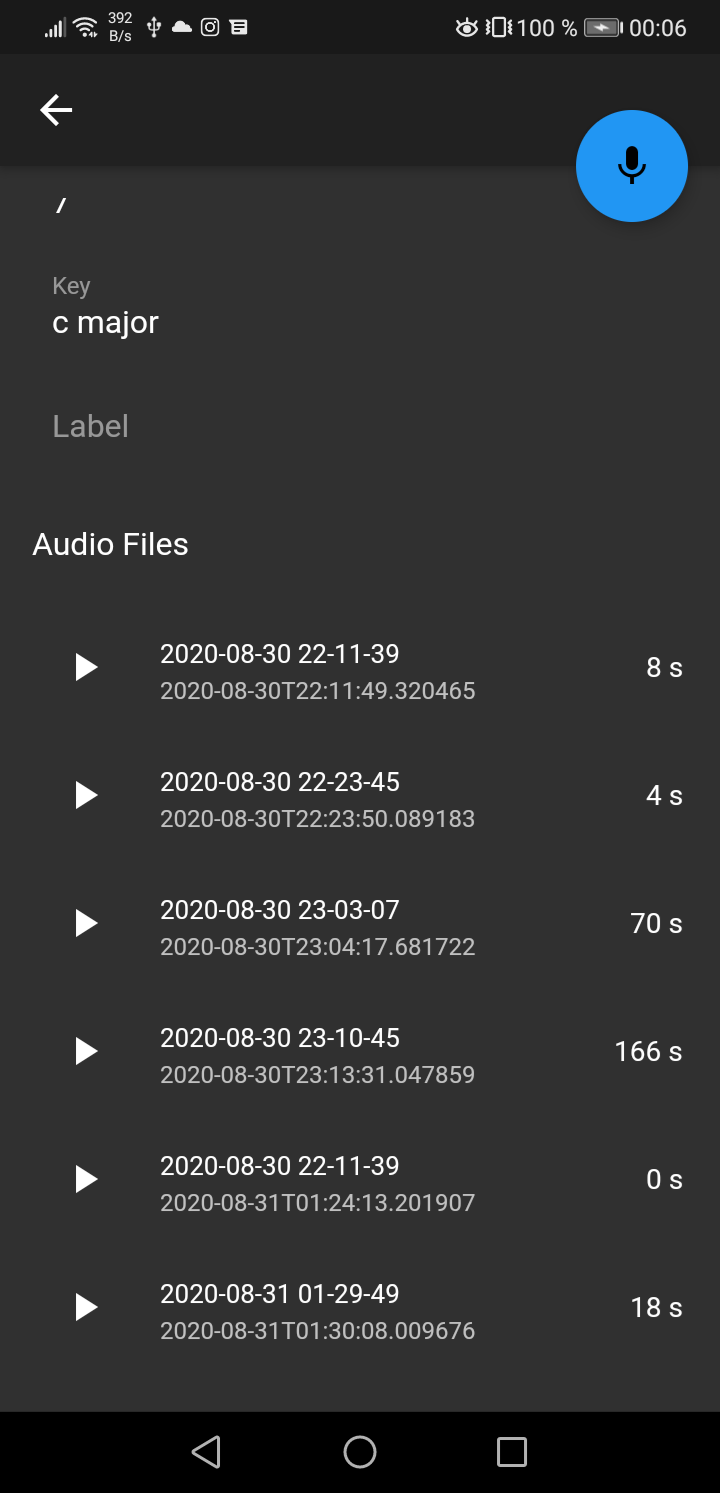 392
B/s
100 %
00:06
Key
c major
Label
Audio Files
2020-08-30 22-11-39
8 s
2020-08-30T22:11:49.320465
2020-08-30 22-23-45
4 s
2020-08-30T22:23:50.089183
2020-08-30 23-03-07
70 s
2020-08-30T23:04:17.681722
2020-08-30 23-10-45
166 s
2020-08-30T23:13:31.047859
2020-08-30 22-11-39
0 s
2020-08-31T01:24:13.201907
2020-08-31 01-29-49
18 s
2020-08-31T01:30:08.009676